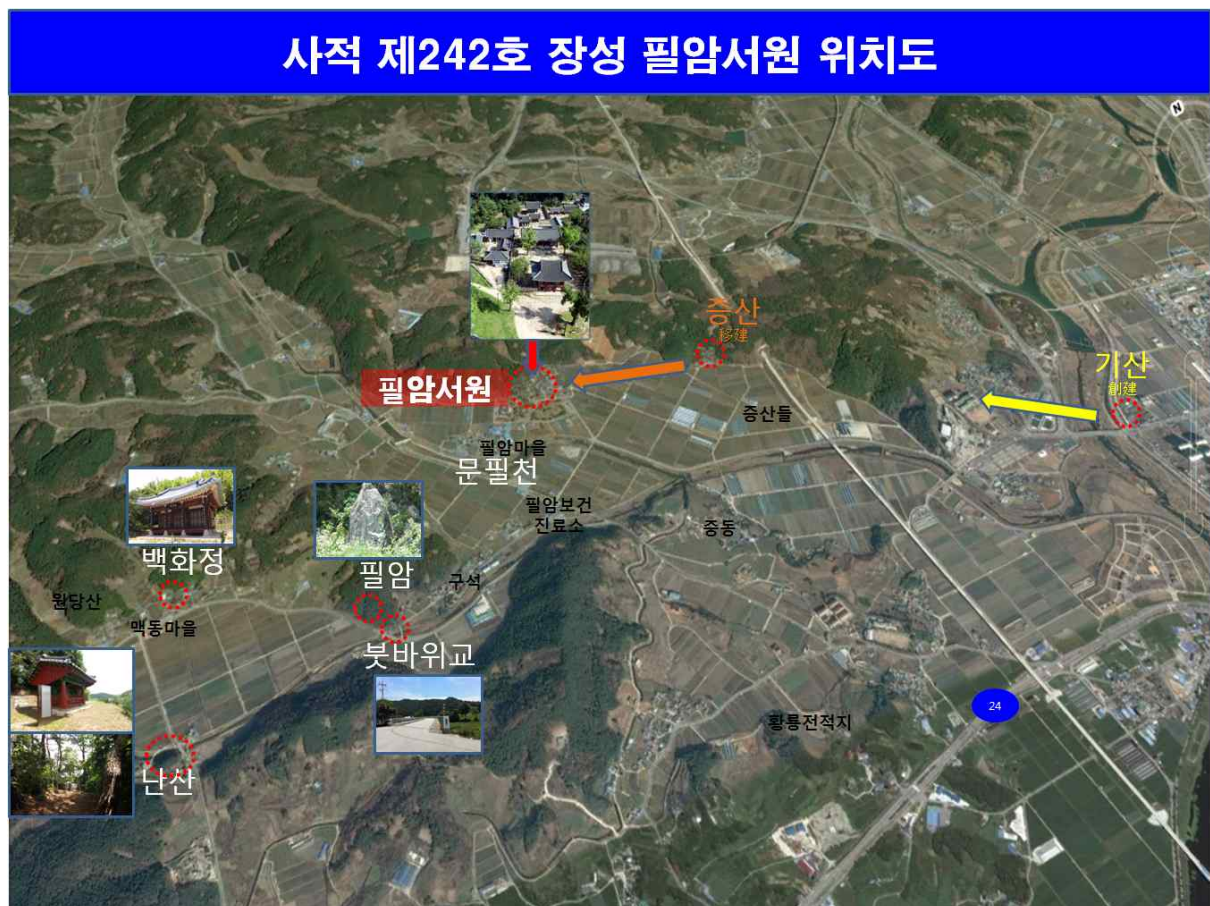 사적 제242호 장성 필암서원 위치도
N
증산
移建
기산
創建
필암서원
증산들
필암마을
문필천
필암보건
진료소
중동
백화정
필암
구석
원당산
맥동마을
붓바위교
24
황룡전적지
난산